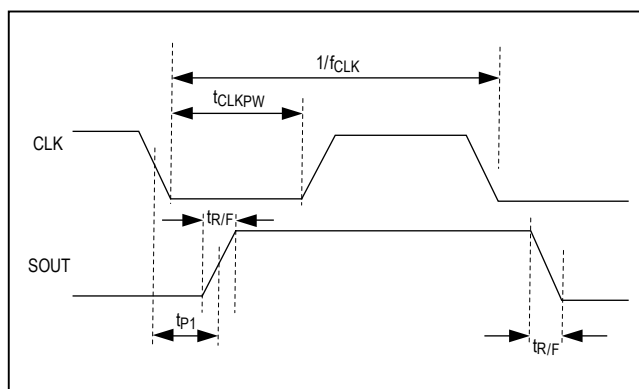 1/fCLK
tCLKPW
CLK
tR/F
SOUT
tP1
tR/F